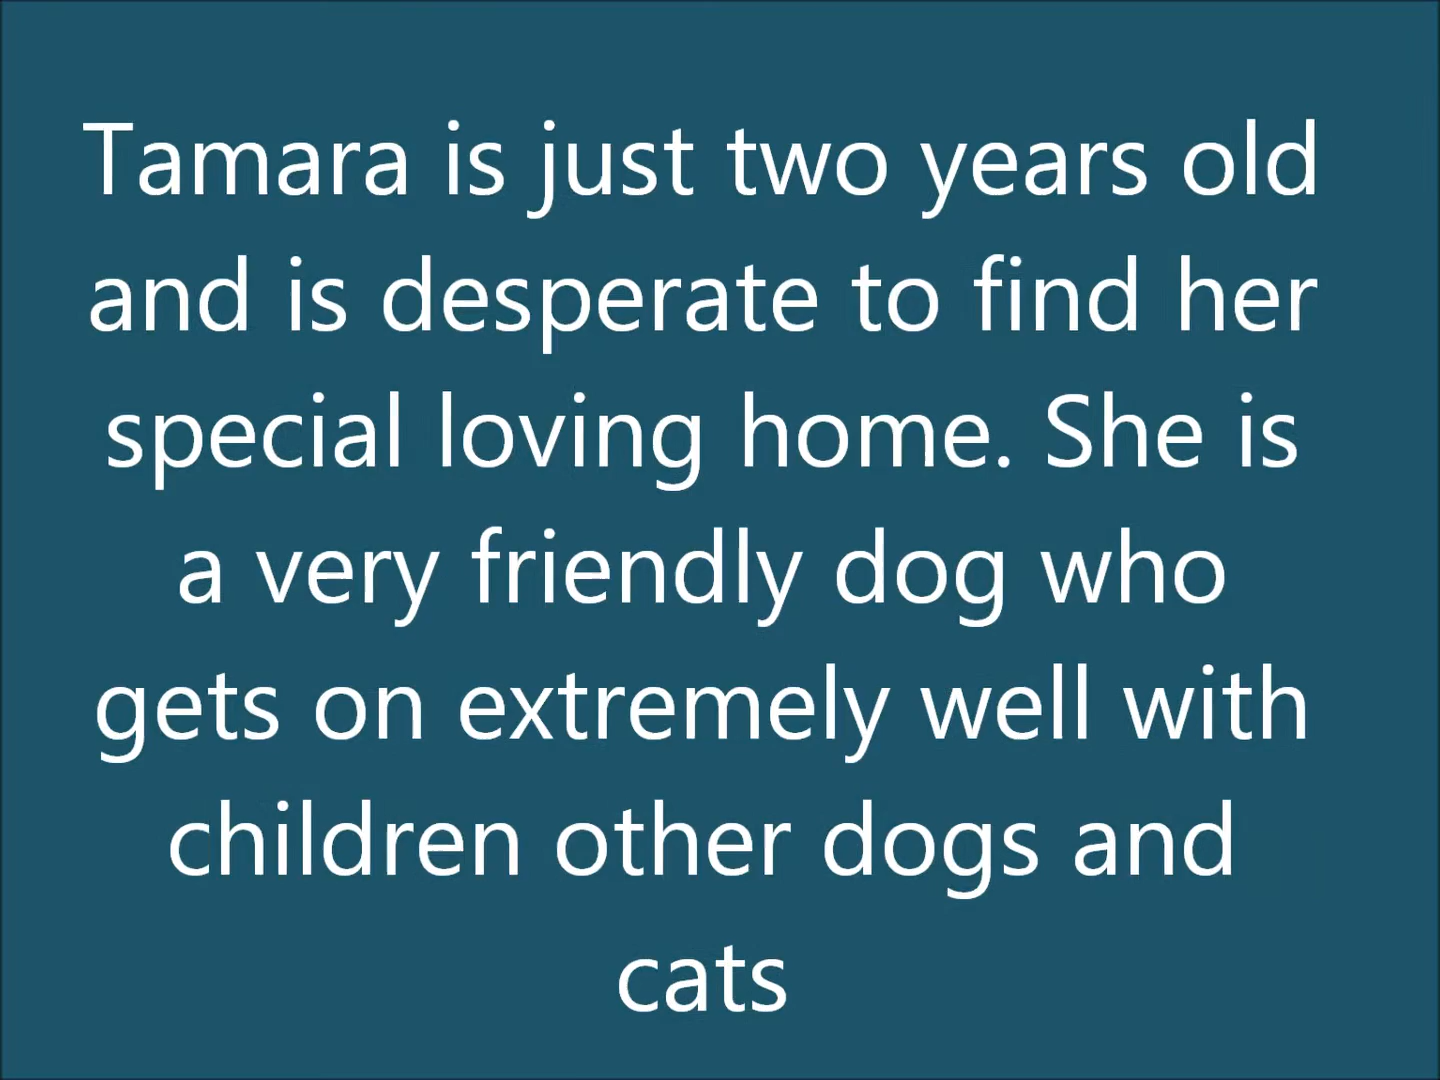 Tamara is just two years old
and is desperate to find her
special loving home. She is
a very friendly dog who
gets on extremely well with
children other dogs and
cats